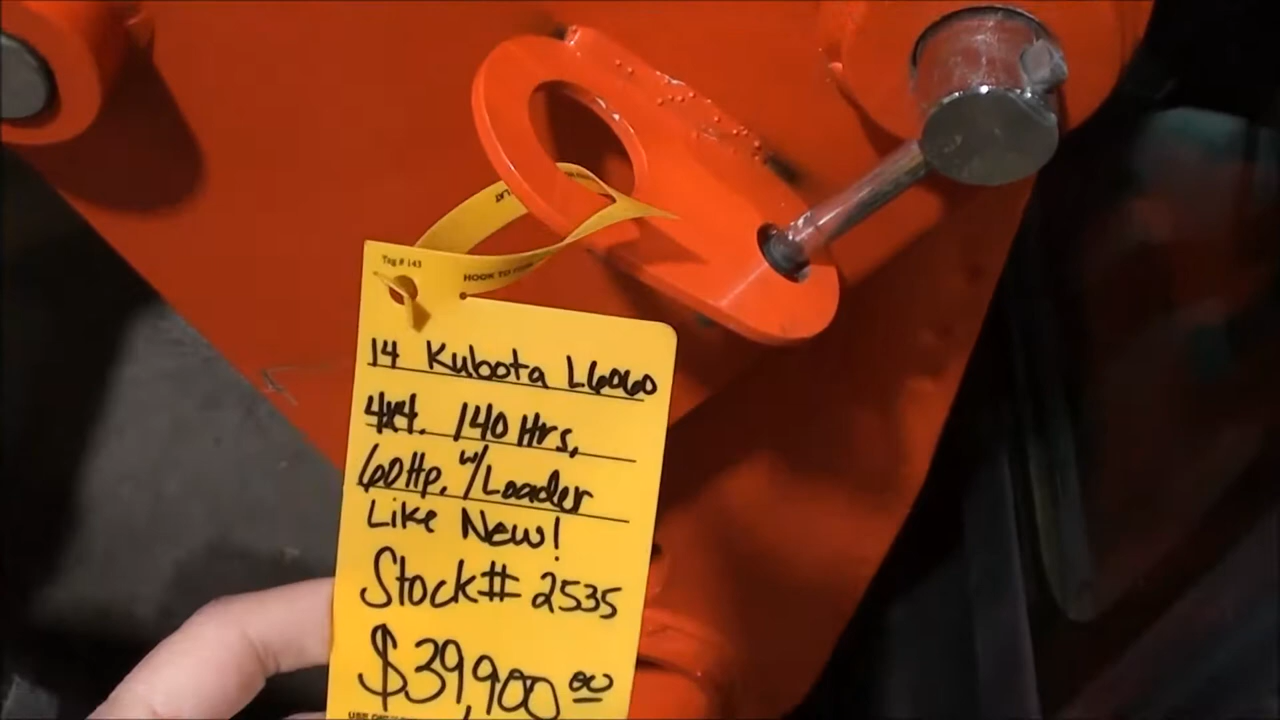 Tag # 143
HOOK TO
14 Kubota L6060
4x4. 140 Hrs,
60Hp. w/Loader
Like New!
Stock# 2535
$39,900.00